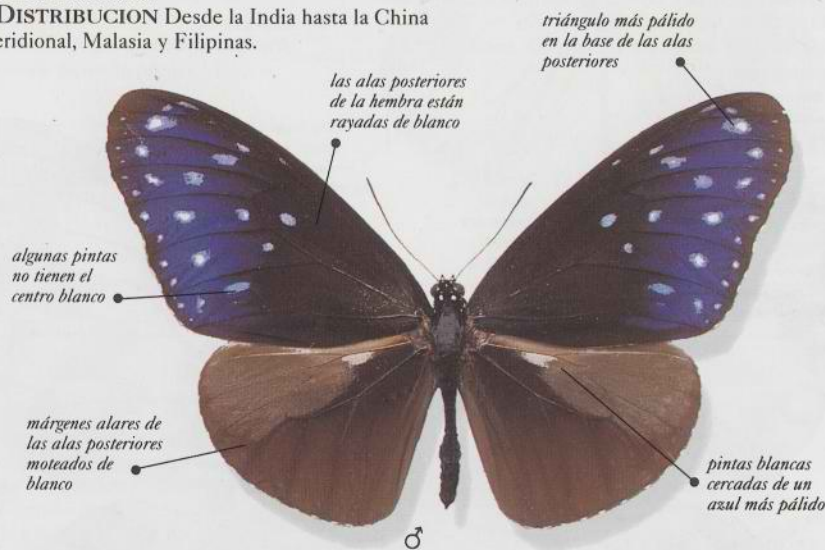 DISTRIBUCION Desde la India hasta la China
eridional, Malasia y Filipinas.
triángulo más pálido
en la base de las alas
posteriores
las alas posteriores
de la hembra están
rayadas de blanco
algunas pintas
no tienen el
centro blanco
márgenes alares de
las alas posteriores
moteados de
blanco
pintas blancas
cercadas de un
azul más pálido
♂